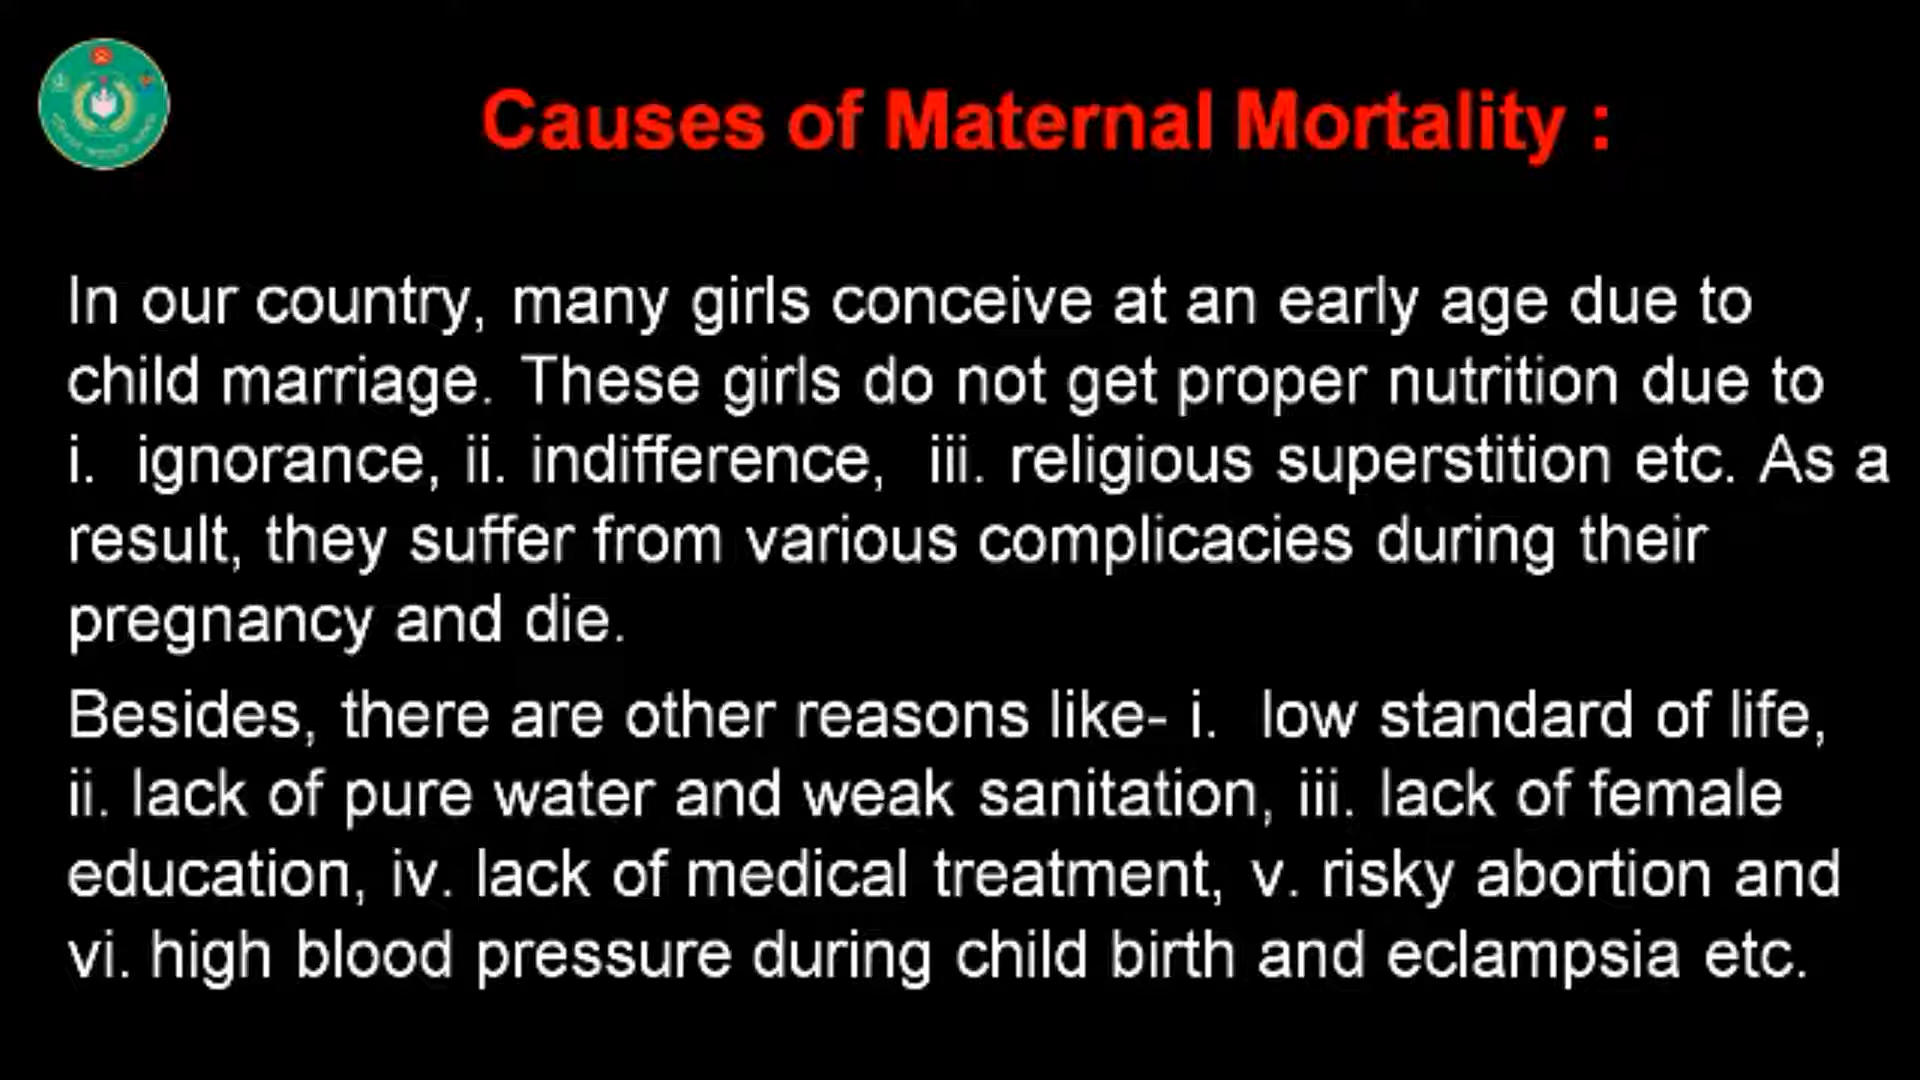 Causes of Maternal Mortality :
In our country, many girls conceive at an early age due to
child marriage. These girls do not get proper nutrition due to
i. ignorance, ii. indifference, iii. religious superstition etc. As a
result, they suffer from various complicacies during their
pregnancy and die.
Besides, there are other reasons like- i. low standard of life,
ii. lack of pure water and weak sanitation, iii. lack of female
education, iv. lack of medical treatment, v. risky abortion and
vi. high blood pressure during child birth and eclampsia etc.